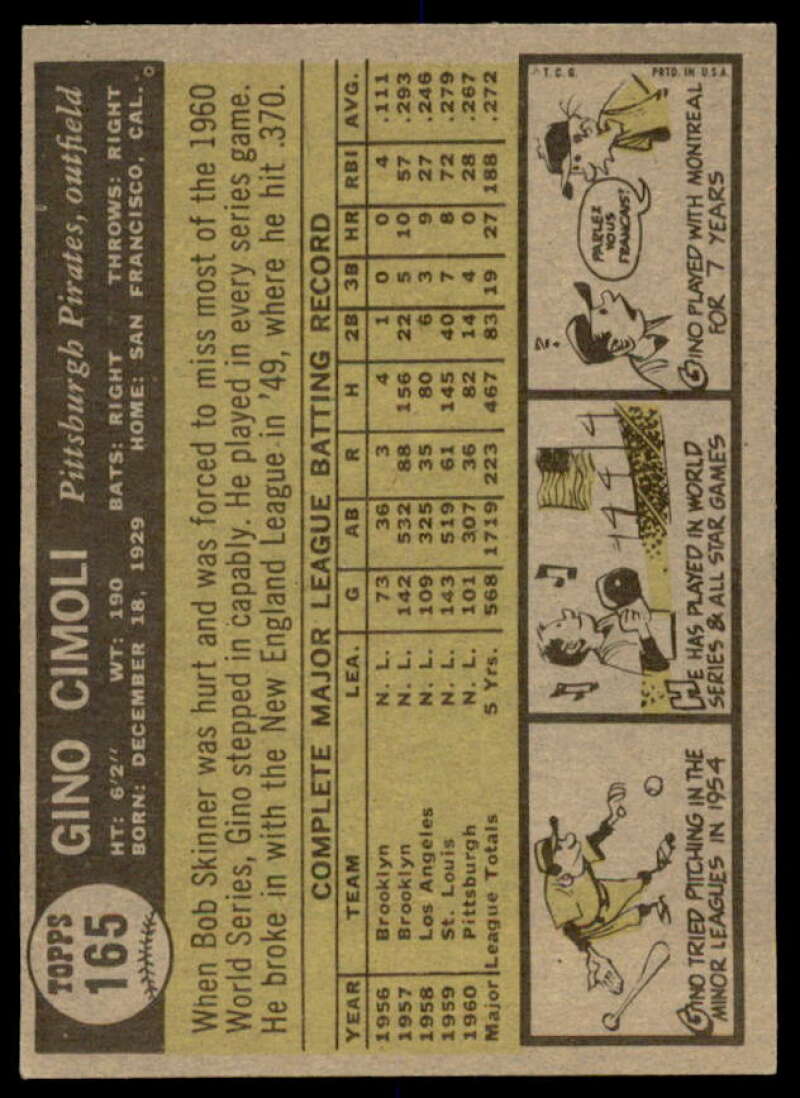 TOPPS
165
GINO CIMOLI Pittsburgh Pirates, outfield
HT: 6'2" WT: 190 BATS: RIGHT THROWS: RIGHT
BORN: DECEMBER 18, 1929 HOME: SAN FRANCISCO, CAL.
When Bob Skinner was hurt and was forced to miss most of the 1960
World Series, Gino stepped in capably. He played in every series game.
He broke in with the New England League in '49, where he hit .370.
COMPLETE MAJOR LEAGUE BATTING RECORD
YEAR TEAM LEA. G AB R H 2B 3B HR RBI AVG.
1956 Brooklyn N. L. 73 36 3 4 1 0 0 4 .111
1957 Brooklyn N. L. 142 532 88 156 22 5 10 57 .293
1958 Los Angeles N. L. 109 325 35 80 6 3 9 27 .246
1959 St. Louis N. L. 143 519 61 145 40 7 8 72 .279
1960 Pittsburgh N. L. 101 307 36 82 14 4 0 28 .267
Major League Totals 5 Yrs. 568 1719 223 467 83 19 27 188 .272
GINO TRIED PITCHING IN THE
MINOR LEAGUES IN 1954
HE HAS PLAYED IN WORLD
SERIES & ALL STAR GAMES
T.C.G. PRTD. IN U.S.A.
?
PARLEZ
VOUS
FRANCAIS?
GINO PLAYED WITH MONTREAL
FOR 7 YEARS